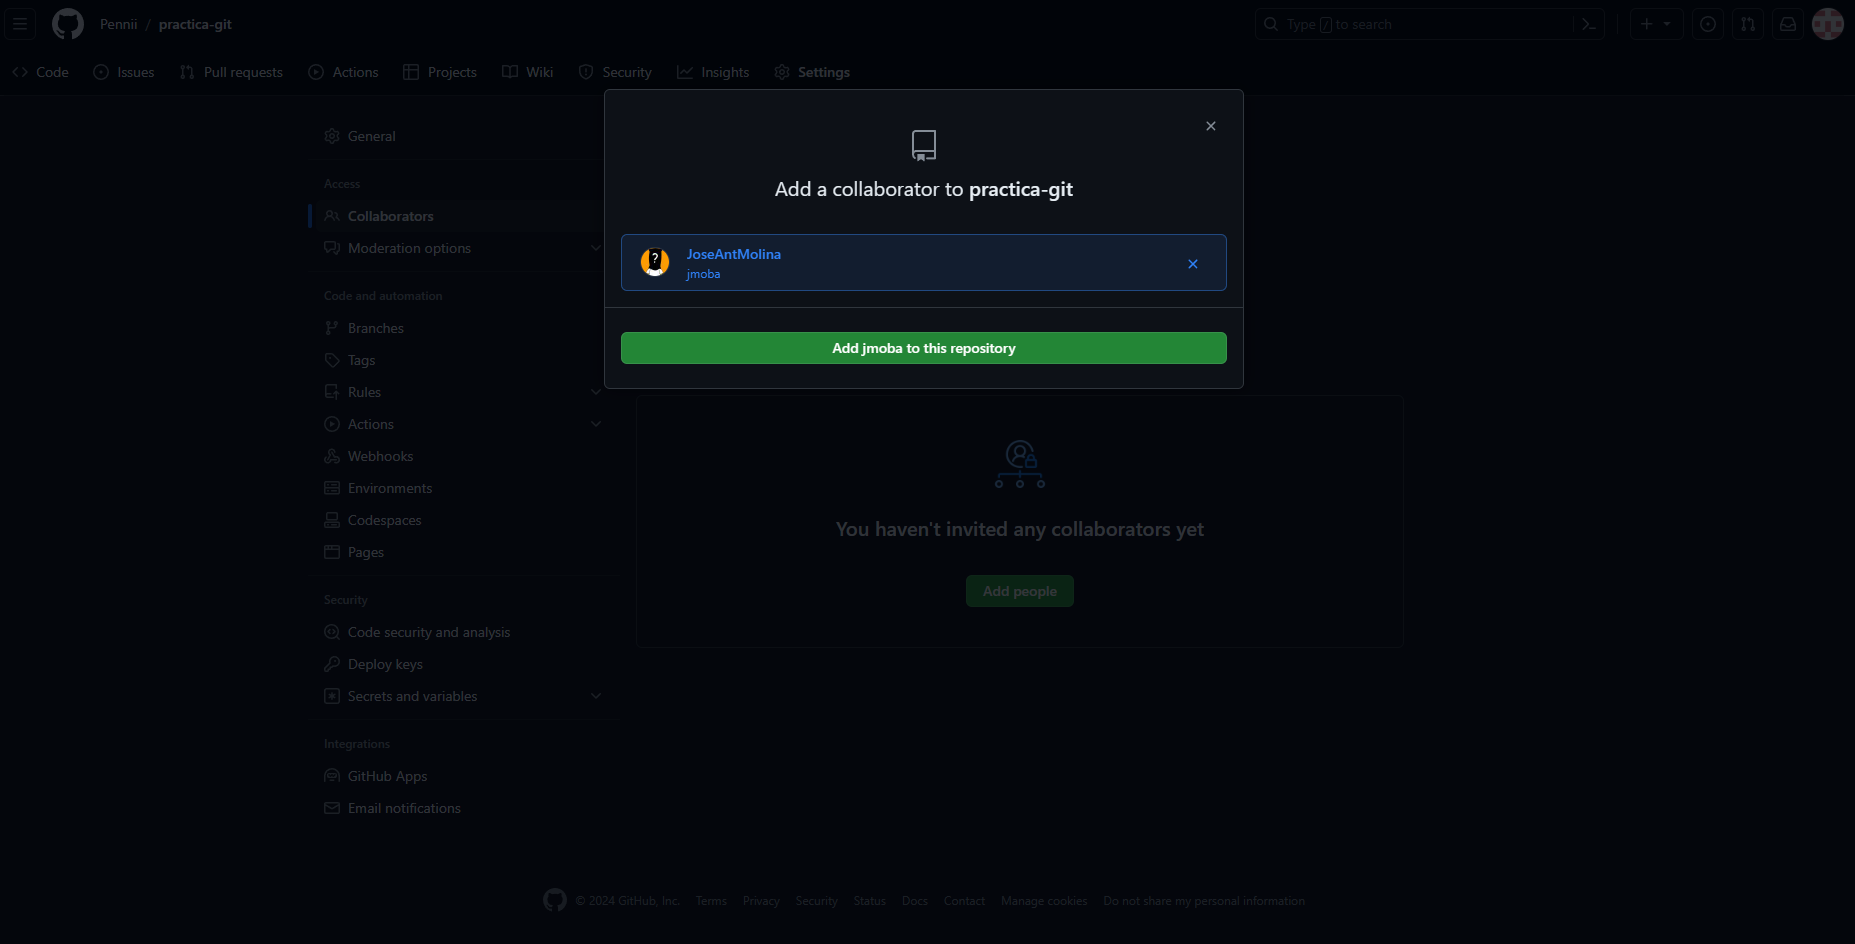 Pennii / practica-git
Type / to search
Code Issues Pull requests Actions Projects Wiki Security Insights Settings
General
Access
Collaborators
Moderation options
Code and automation
Branches
Tags
Rules
Actions
Webhooks
Environments
Codespaces
Pages
Security
Code security and analysis
Deploy keys
Secrets and variables
Integrations
GitHub Apps
Email notifications
Add a collaborator to practica-git
JoseAntMolina
jmoba
Add jmoba to this repository
You haven't invited any collaborators yet
Add people
© 2024 GitHub, Inc. Terms Privacy Security Status Docs Contact Manage cookies Do not share my personal information